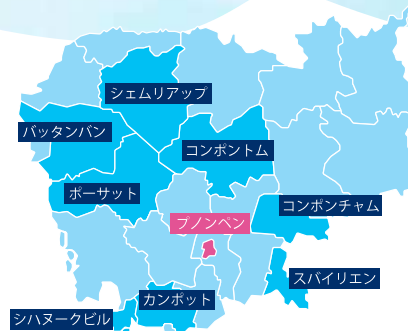 シェムリアップ
バッタンバン
コンポントム
ポーサット
コンポンチャム
プノンペン
スバイリエン
カンポット
シハヌークビル